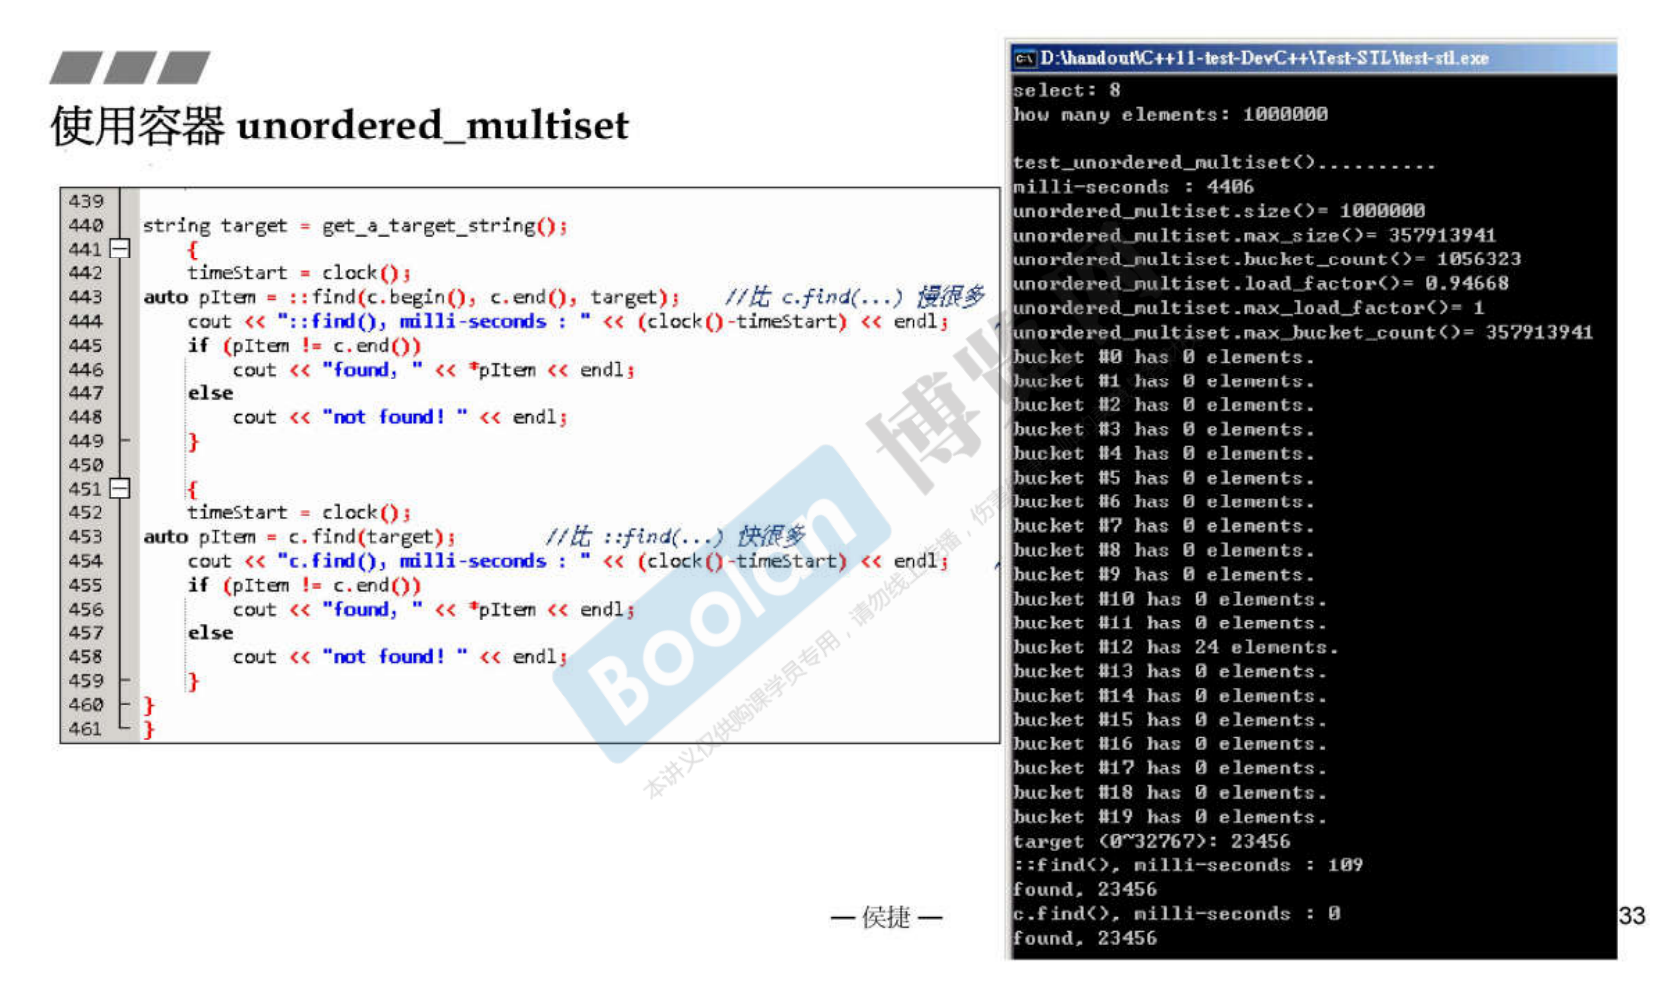 使用容器 unordered_multiset
439
440 string target = get_a_target_string();
441 {
442 timeStart = clock();
443 auto pItem = ::find(c.begin(), c.end(), target); //比 c.find(...) 慢很多
444 cout << "::find(), milli-seconds : " << (clock()-timeStart) << endl;
445 if (pItem != c.end())
446 cout << "found, " << *pItem << endl;
447 else
448 cout << "not found! " << endl;
449 }
450
451 {
452 timeStart = clock();
453 auto pItem = c.find(target); //比 ::find(...) 快很多
454 cout << "c.find(), milli-seconds : " << (clock()-timeStart) << endl;
455 if (pItem != c.end())
456 cout << "found, " << *pItem << endl;
457 else
458 cout << "not found! " << endl;
459 }
460 }
461 }
D:\handout\C++11-test-DevC++\Test-STL\test-stl.exe
select: 8
how many elements: 1000000
test_unordered_multiset()..........
milli-seconds : 4406
unordered_multiset.size()= 1000000
unordered_multiset.max_size()= 357913941
unordered_multiset.bucket_count()= 1056323
unordered_multiset.load_factor()= 0.94668
unordered_multiset.max_load_factor()= 1
unordered_multiset.max_bucket_count()= 357913941
bucket #0 has 0 elements.
bucket #1 has 0 elements.
bucket #2 has 0 elements.
bucket #3 has 0 elements.
bucket #4 has 0 elements.
bucket #5 has 0 elements.
bucket #6 has 0 elements.
bucket #7 has 0 elements.
bucket #8 has 0 elements.
bucket #9 has 0 elements.
bucket #10 has 0 elements.
bucket #11 has 0 elements.
bucket #12 has 24 elements.
bucket #13 has 0 elements.
bucket #14 has 0 elements.
bucket #15 has 0 elements.
bucket #16 has 0 elements.
bucket #17 has 0 elements.
bucket #18 has 0 elements.
bucket #19 has 0 elements.
target (0~32767): 23456
::find(), milli-seconds : 109
found, 23456
c.find(), milli-seconds : 0
found, 23456
Boolan 博览
本讲义仅供购课学员专用，请勿线上传播，
— 侯捷 —
33